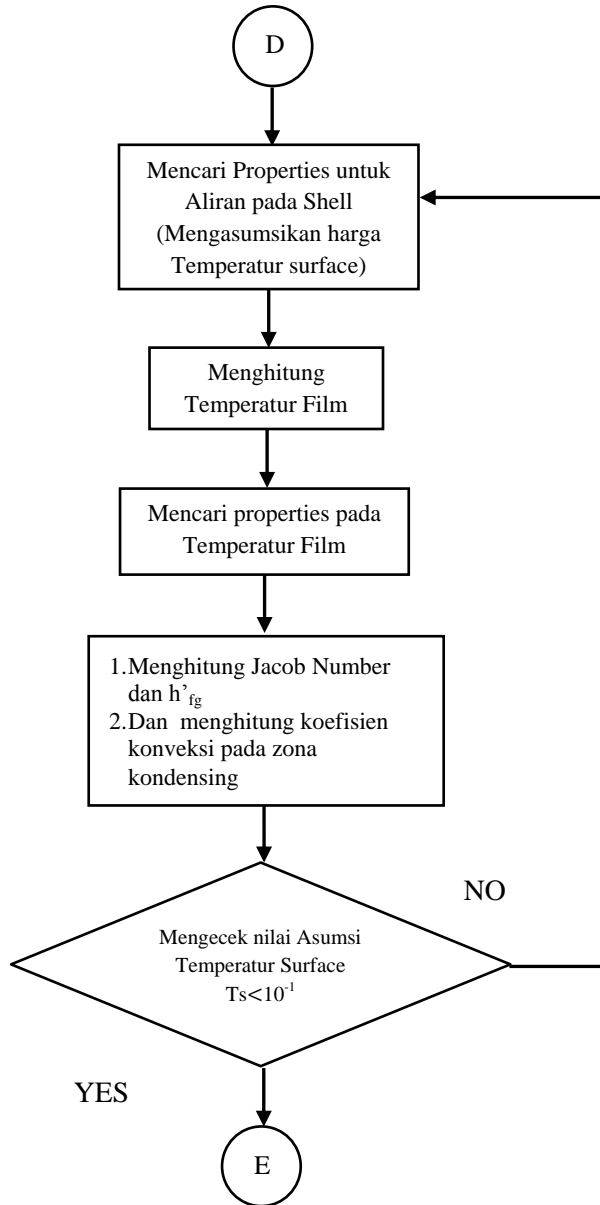 D
Mencari Properties untuk
Aliran pada Shell
(Mengasumsikan harga
Temperatur surface)
Menghitung
Temperatur Film
Mencari properties pada
Temperatur Film
1.Menghitung Jacob Number
dan h’fg
2.Dan menghitung koefisien
konveksi pada zona
kondensing
NO
Mengecek nilai Asumsi
Temperatur Surface
Ts<10⁻¹
YES
E